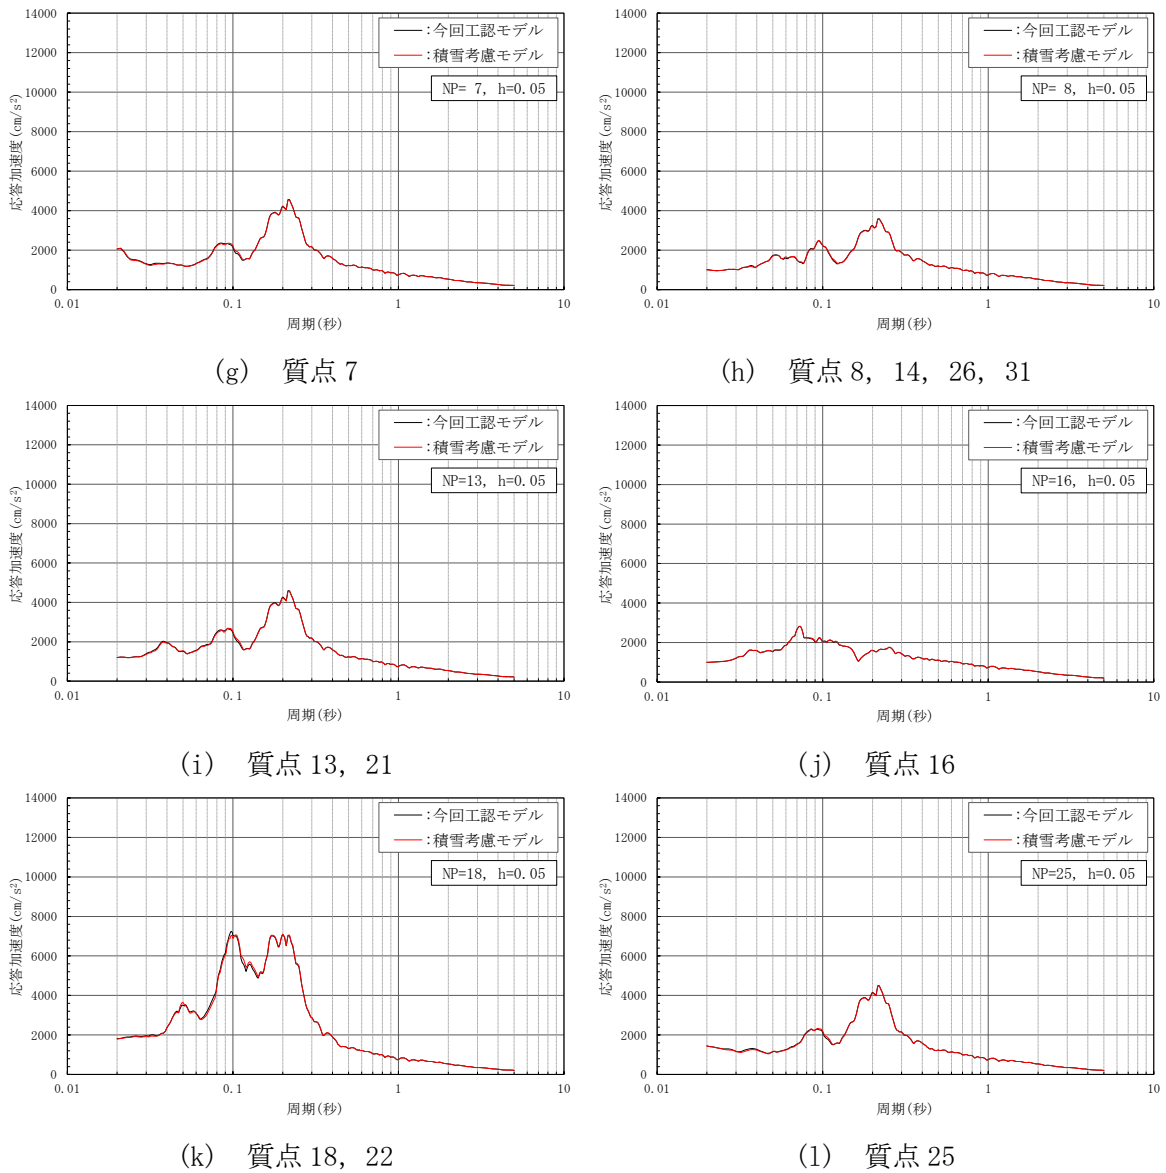 14000
12000
10000
8000
6000
4000
2000
0
応答加速度(cm/s²)
0.01
0.1
1
10
周期(秒)
:今回工認モデル
:積雪考慮モデル
NP= 7, h=0.05
(g) 質点 7
14000
12000
10000
8000
6000
4000
2000
0
応答加速度(cm/s²)
0.01
0.1
1
10
周期(秒)
:今回工認モデル
:積雪考慮モデル
NP= 8, h=0.05
(h) 質点 8, 14, 26, 31
14000
12000
10000
8000
6000
4000
2000
0
応答加速度(cm/s²)
0.01
0.1
1
10
周期(秒)
:今回工認モデル
:積雪考慮モデル
NP=13, h=0.05
(i) 質点 13, 21
14000
12000
10000
8000
6000
4000
2000
0
応答加速度(cm/s²)
0.01
0.1
1
10
周期(秒)
:今回工認モデル
:積雪考慮モデル
NP=16, h=0.05
(j) 質点 16
14000
12000
10000
8000
6000
4000
2000
0
応答加速度(cm/s²)
0.01
0.1
1
10
周期(秒)
:今回工認モデル
:積雪考慮モデル
NP=18, h=0.05
(k) 質点 18, 22
14000
12000
10000
8000
6000
4000
2000
0
応答加速度(cm/s²)
0.01
0.1
1
10
周期(秒)
:今回工認モデル
:積雪考慮モデル
NP=25, h=0.05
(l) 質点 25